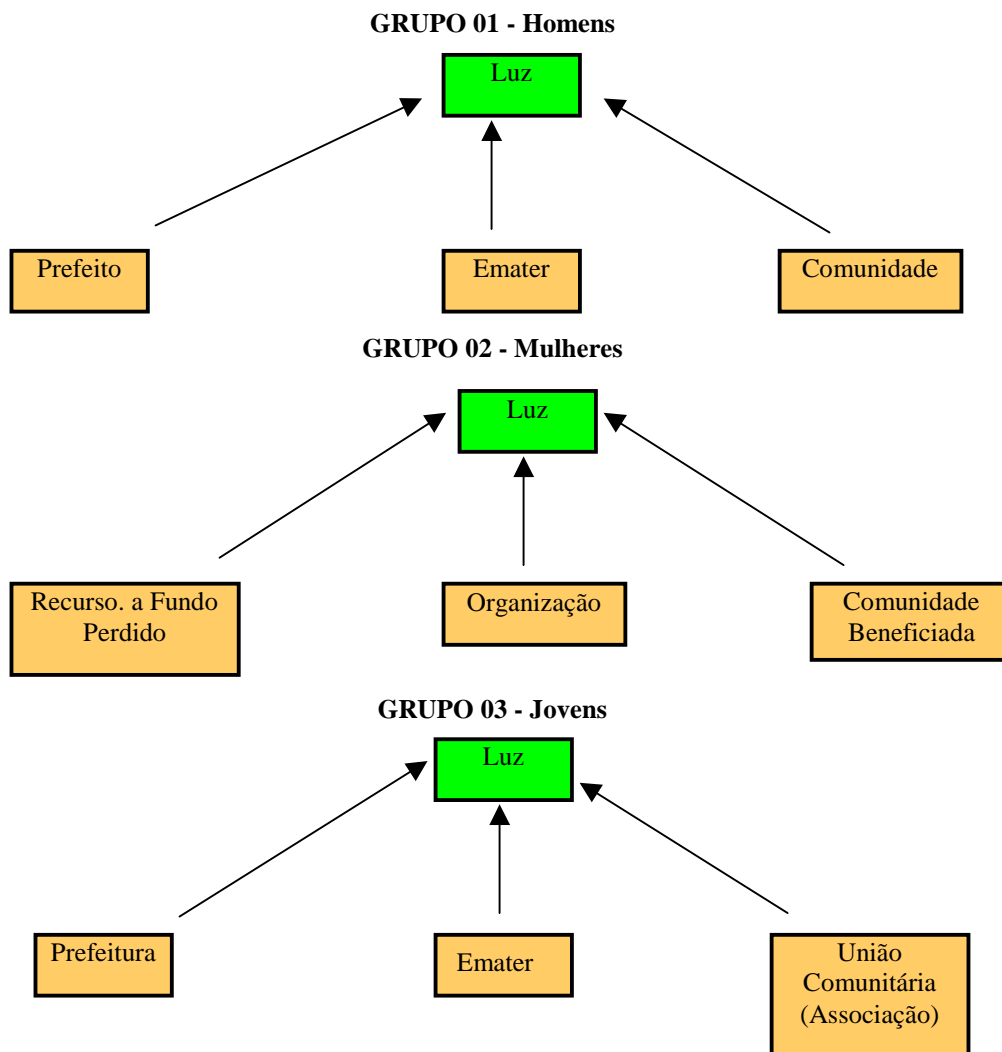 GRUPO 01 - Homens
Luz
Prefeito
Emater
Comunidade
GRUPO 02 - Mulheres
Luz
Recurso. a Fundo
Perdido
Organização
Comunidade
Beneficiada
GRUPO 03 - Jovens
Luz
Prefeitura
Emater
União
Comunitária
(Associação)